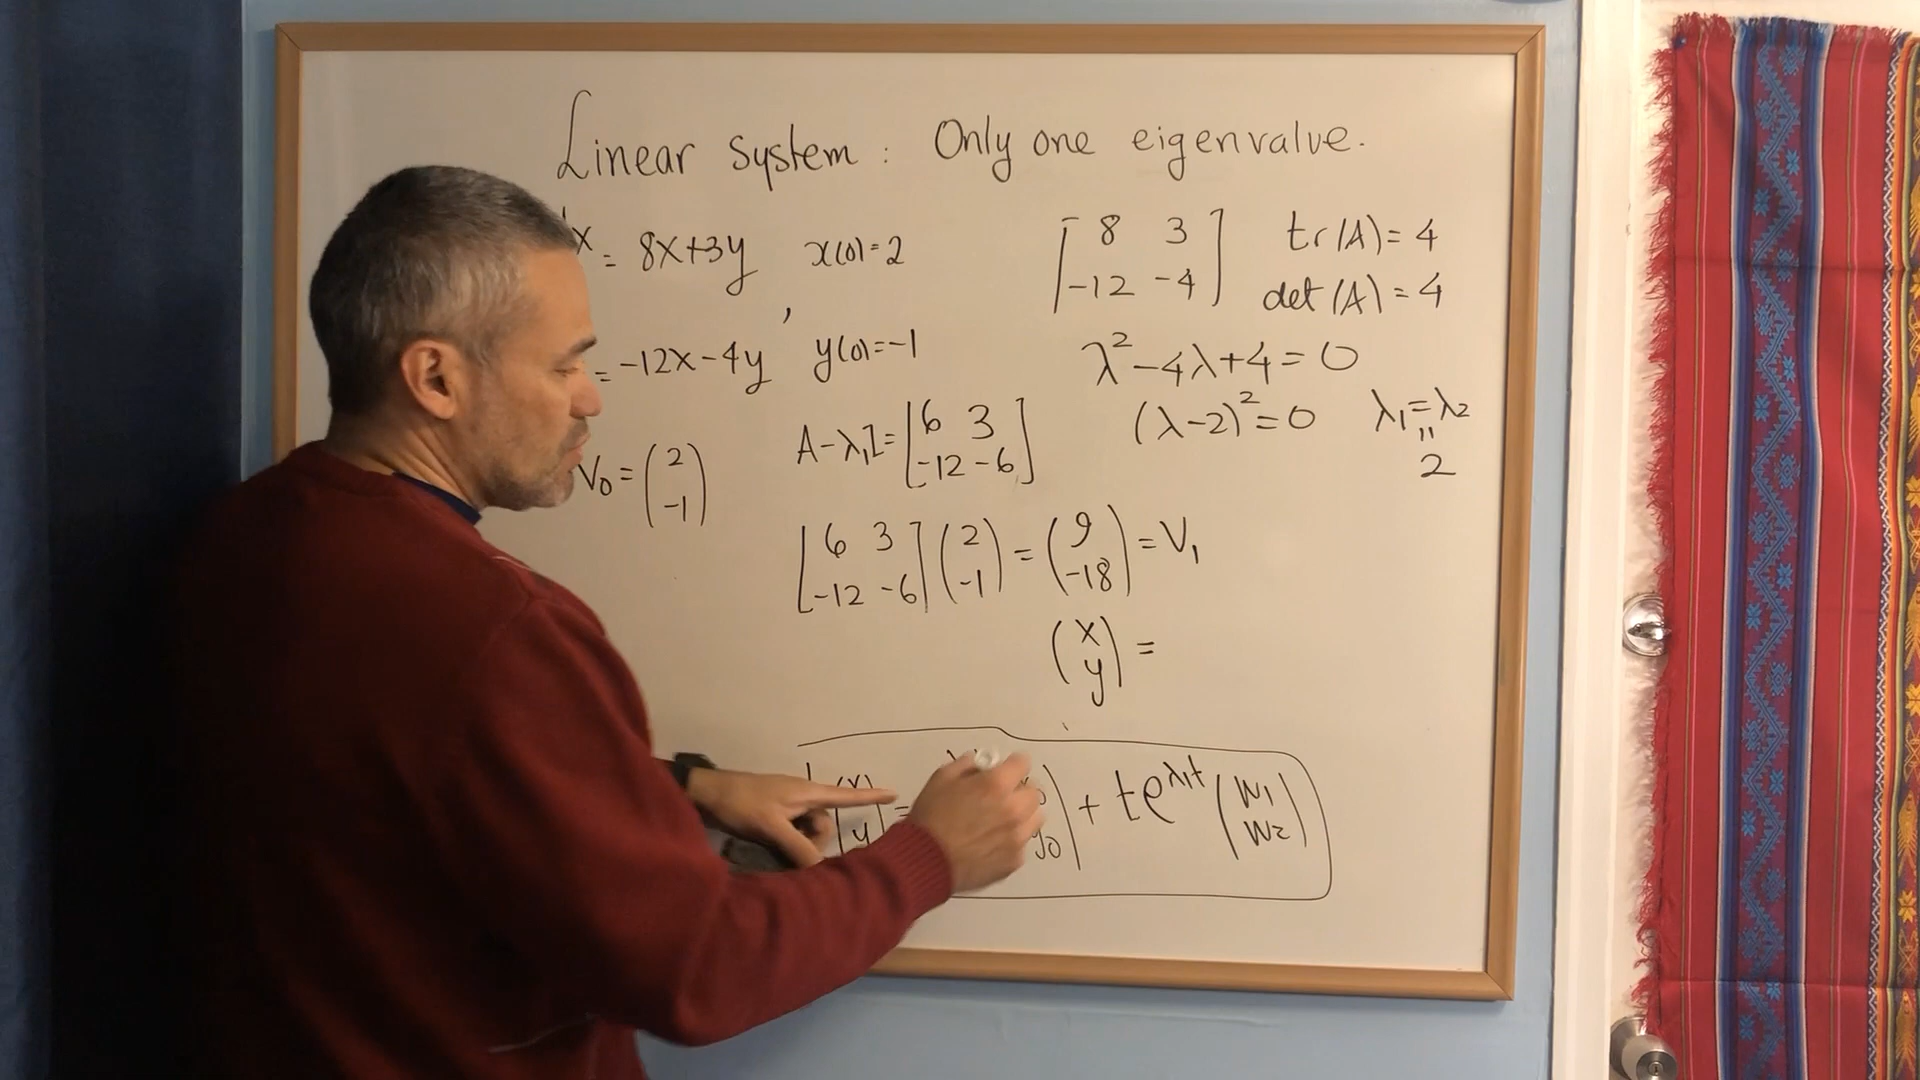 Linear system : Only one eigenvalue.
x = 8x+3y , x(0)=2
= -12x-4y y(0)=-1
V0 = (2 -1)
[8 3
-12 -4]
tr(A)=4
det(A)=4
λ²-4λ+4=0
(λ-2)²=0 λ1=λ2
"
2
A-λ1I=[6 3
-12 -6]
[6 3 -12 -6] (2 -1) = (9 -18) = V1
(x y) =
(x y) = y0) + te^λ1t (W1 W2)